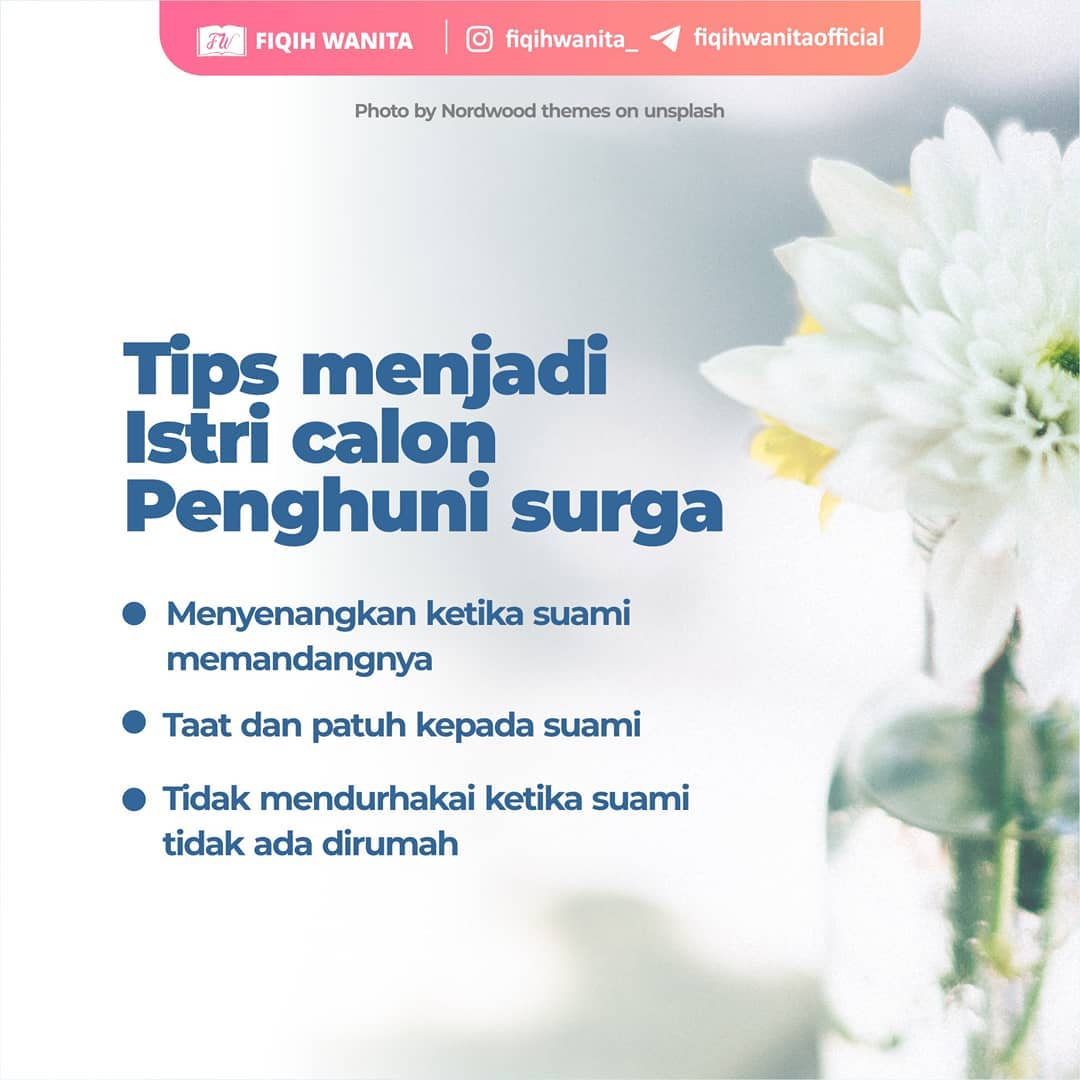 FW FIQIH WANITA | fiqihwanita_ fiqihwanitaofficial
Photo by Nordwood themes on unsplash
Tips menjadi
Istri calon
Penghuni surga
Menyenangkan ketika suami
memandangnya
Taat dan patuh kepada suami
Tidak mendurhakai ketika suami
tidak ada dirumah